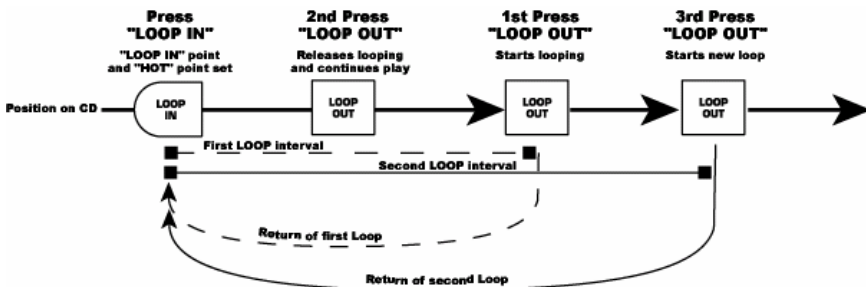 Press
"LOOP IN"
"LOOP IN" point
and "HOT" point set
2nd Press
"LOOP OUT"
Releases looping
and continues play
1st Press
"LOOP OUT"
Starts looping
3rd Press
"LOOP OUT"
Starts new loop
Position on CD
LOOP
IN
LOOP
OUT
LOOP
OUT
LOOP
OUT
First LOOP interval
Second LOOP interval
Return of first Loop
Return of second Loop